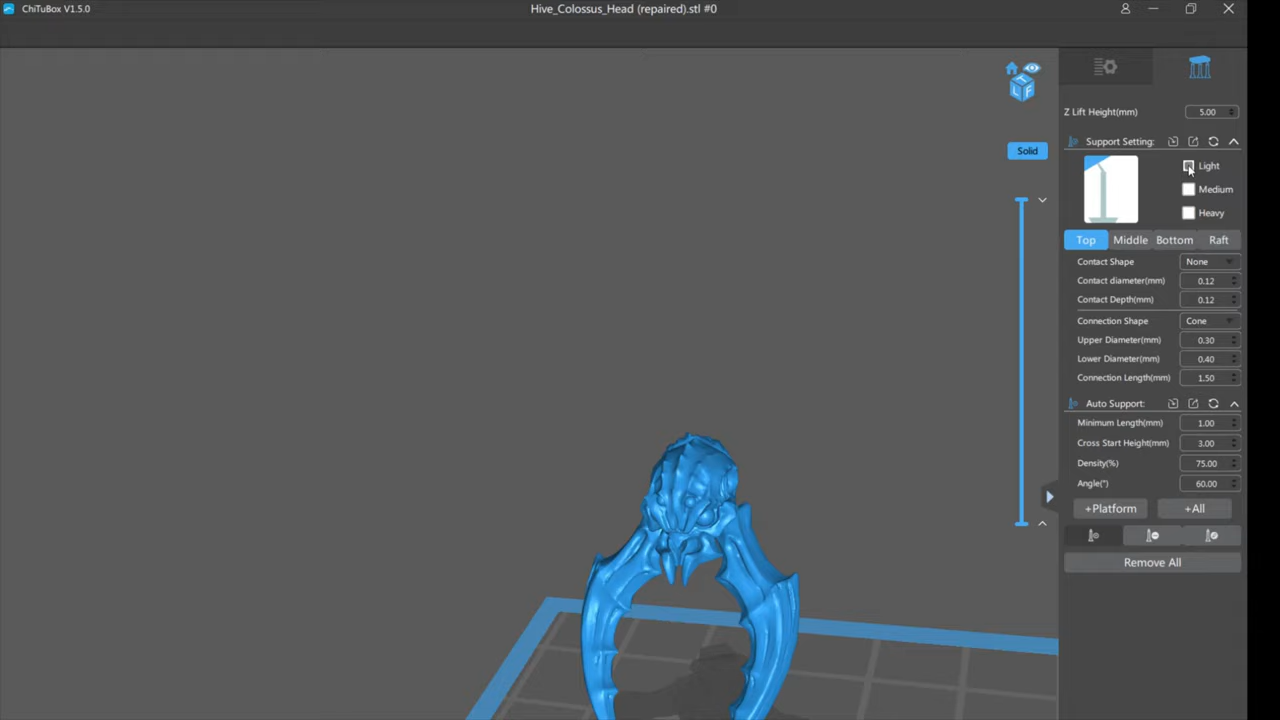 ChiTuBox V1.5.0
Hive_Colossus_Head (repaired).stl #0
Z Lift Height(mm) 5.00
Support Setting:
Light
Medium
Heavy
Solid
Top Middle Bottom Raft
Contact Shape None
Contact diameter(mm) 0.12
Contact Depth(mm) 0.12
Connection Shape Cone
Upper Diameter(mm) 0.30
Lower Diameter(mm) 0.40
Connection Length(mm) 1.50
Auto Support:
Minimum Length(mm) 1.00
Cross Start Height(mm) 3.00
Density(%) 75.00
Angle(°) 60.00
+Platform +All
Remove All
T
L F